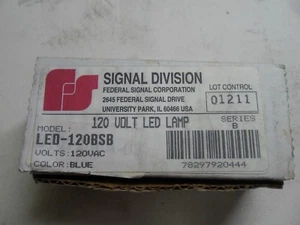 SIGNAL DIVISION
FEDERAL SIGNAL CORPORATION
2645 FEDERAL SIGNAL DRIVE
UNIVERSITY PARK, IL 60466 USA
LOT CONTROL
01211
120 VOLT LED LAMP
SERIES
B
MODEL:
LED-120BSB
VOLTS: 120VAC
COLOR: BLUE
78297920444